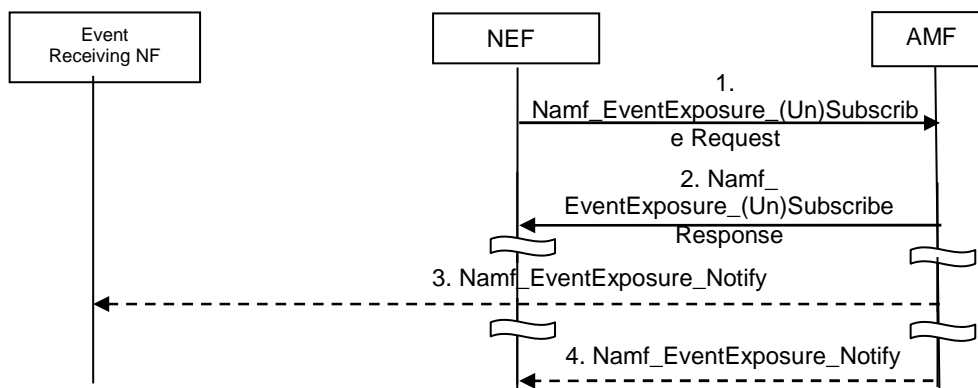 Event
Receiving NF
NEF
AMF
1.
Namf_EventExposure_(Un)Subscrib
e Request
2. Namf_
EventExposure_(Un)Subscribe
Response
3. Namf_EventExposure_Notify
4. Namf_EventExposure_Notify